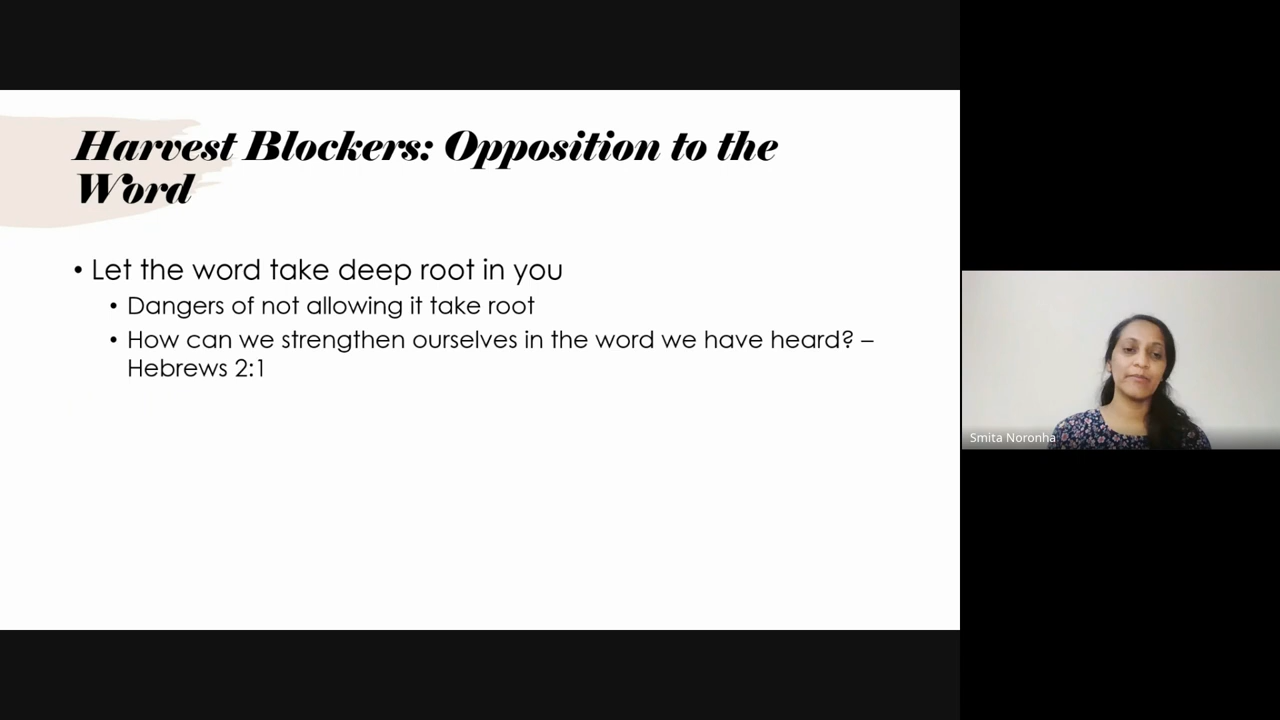 Harvest Blockers: Opposition to the
Word
• Let the word take deep root in you
• Dangers of not allowing it take root
• How can we strengthen ourselves in the word we have heard? –
Hebrews 2:1
Smita Noronha